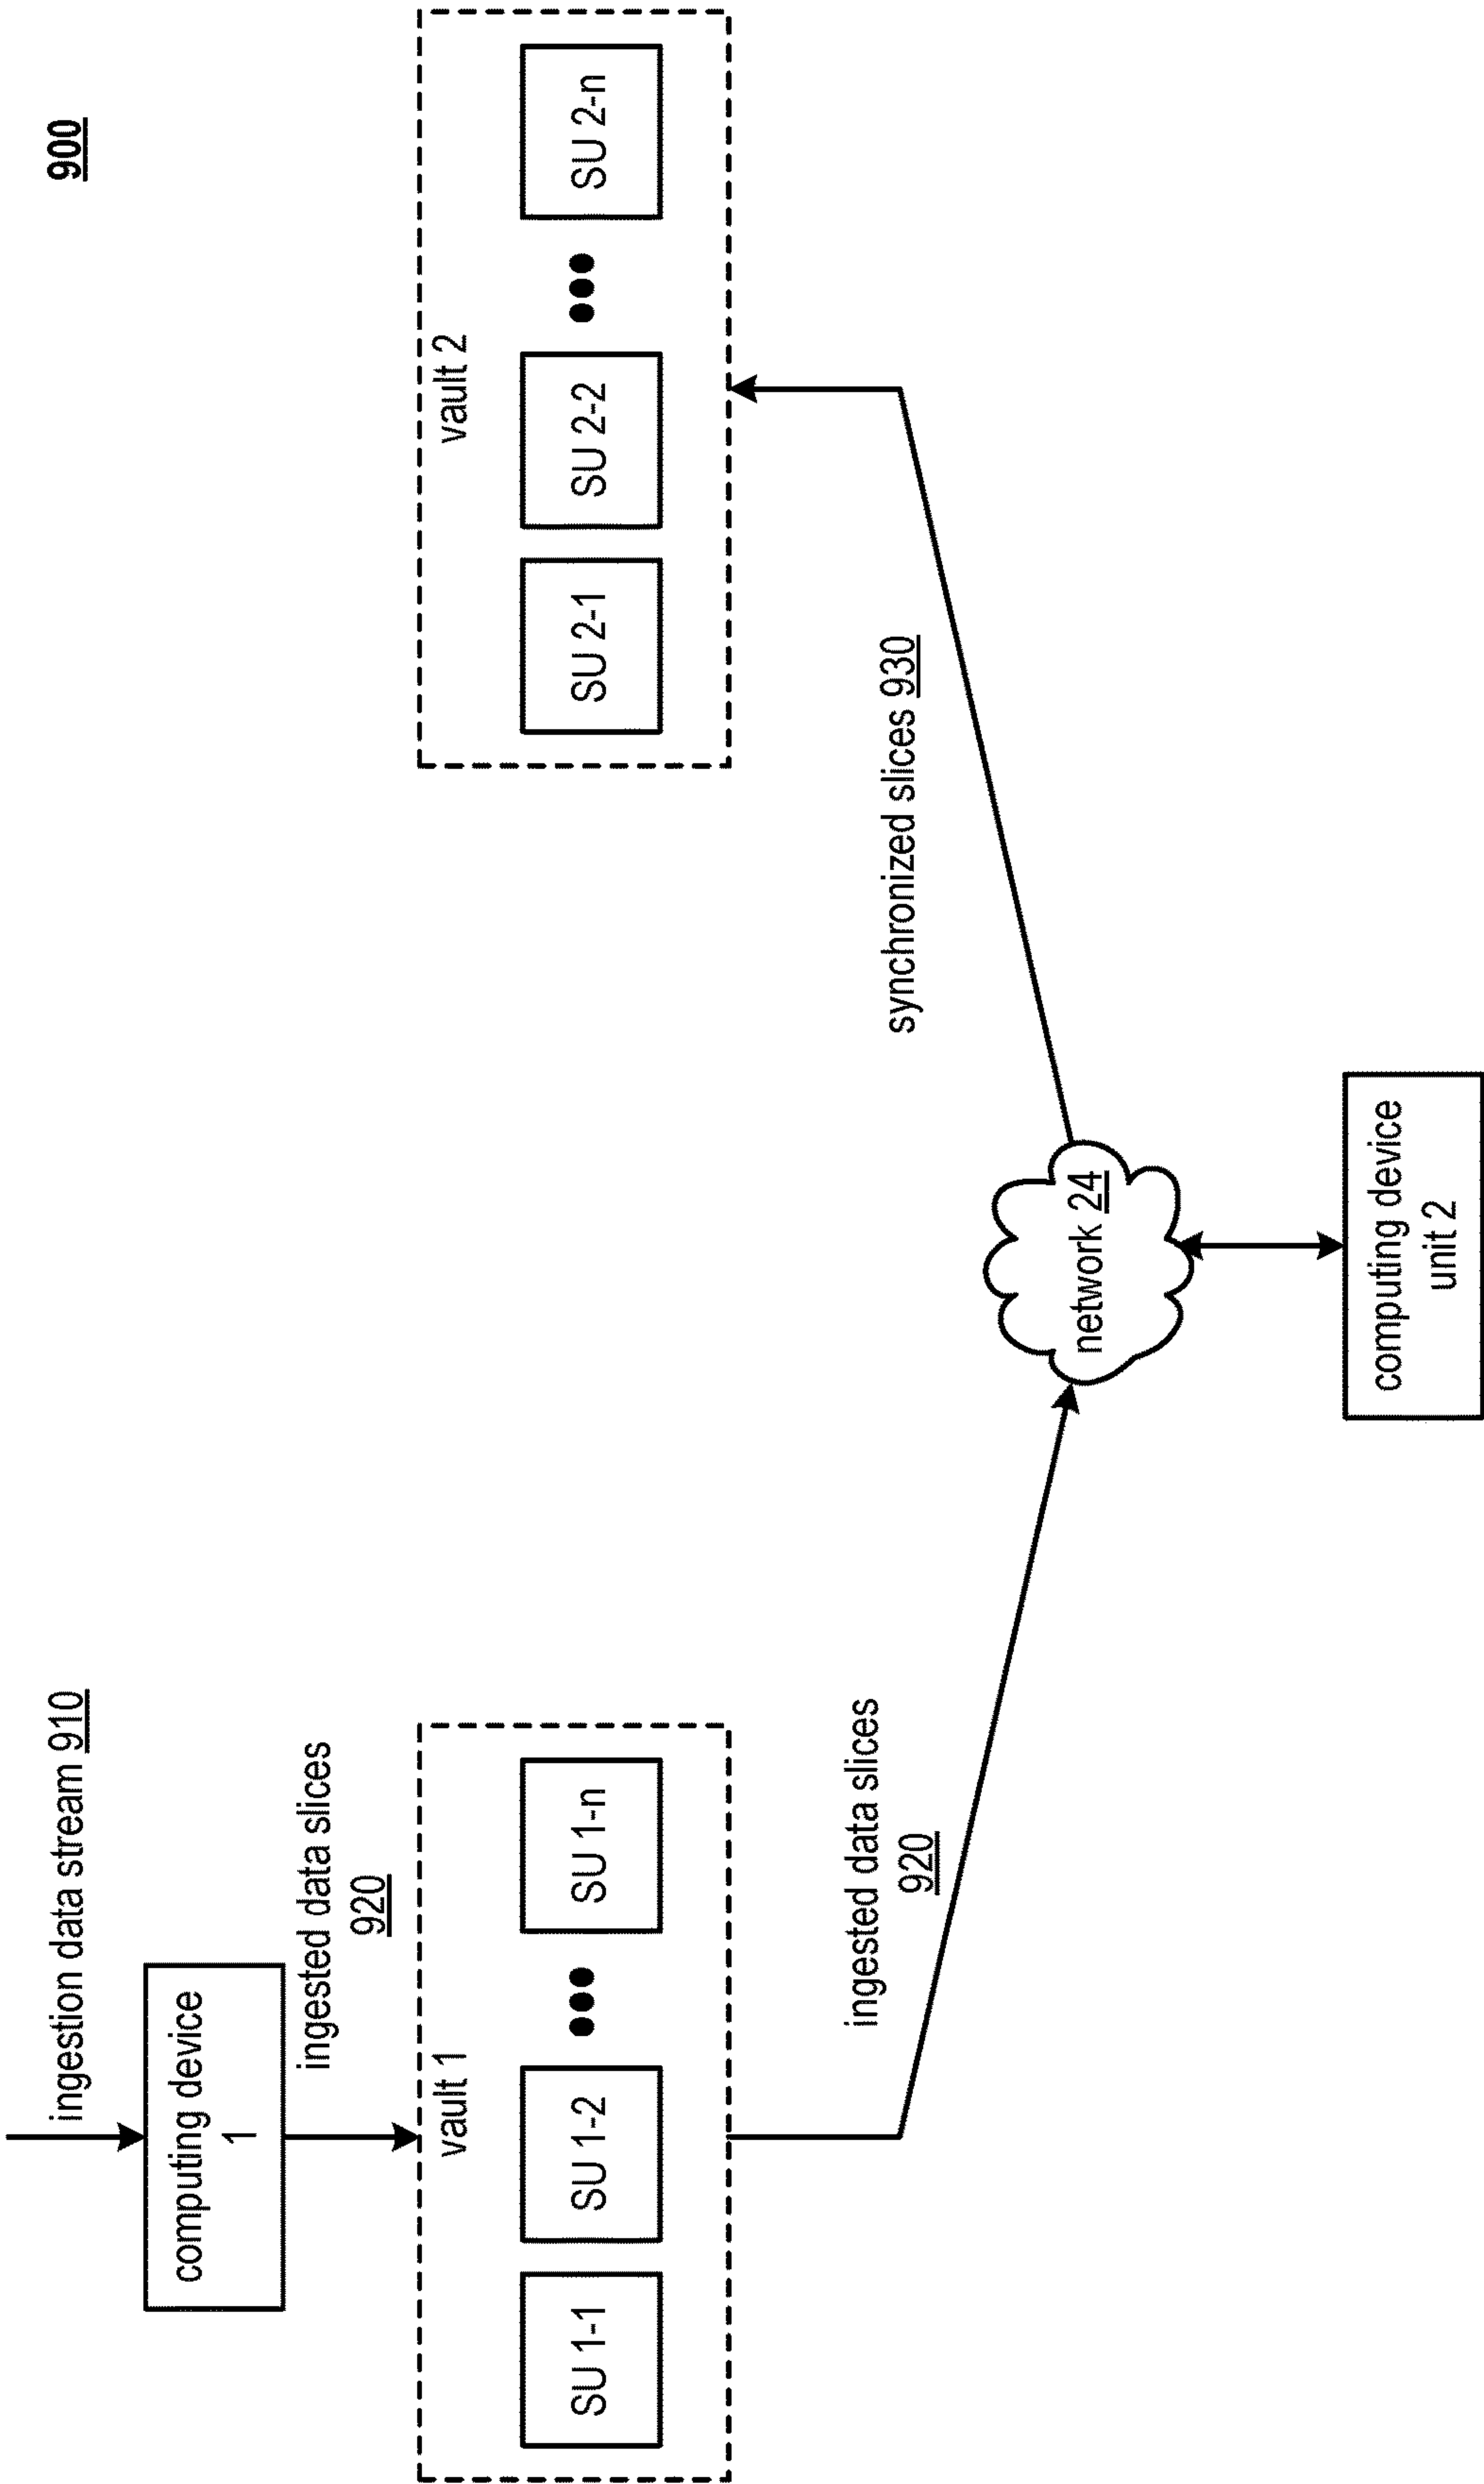 900
ingestion data stream 910
computing device
1
ingested data slices
920
vault 1
SU 1-1
SU 1-2
SU 1-n
vault 2
SU 2-1
SU 2-2
SU 2-n
ingested data slices
920
synchronized slices 930
network 24
computing device
unit 2